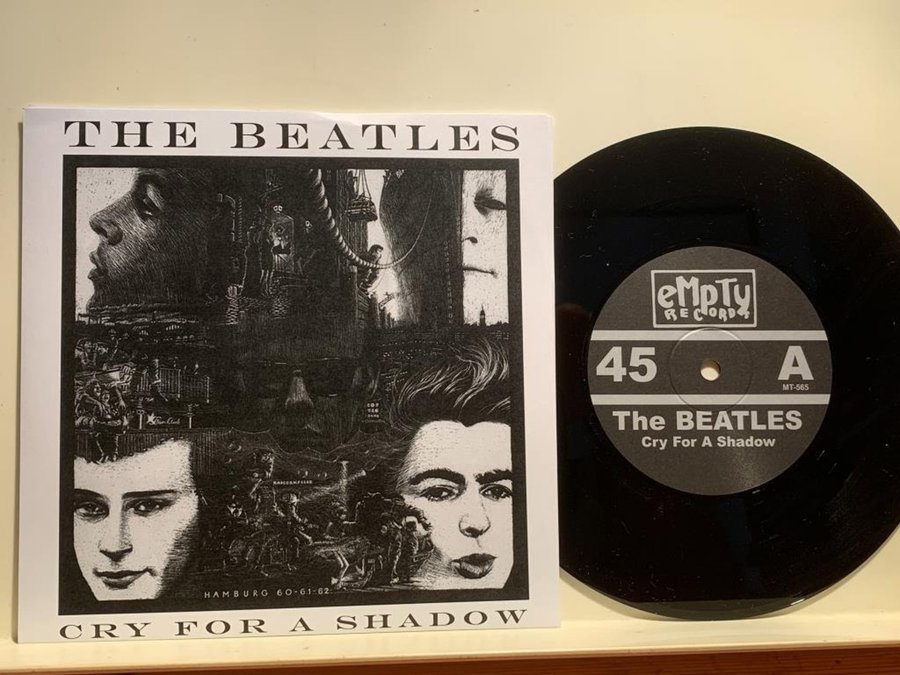 THE BEATLES
HAMBURG 60-61-62
CRY FOR A SHADOW
eMpTy
RECORDS
45
A
MT-565
The BEATLES
Cry For A Shadow